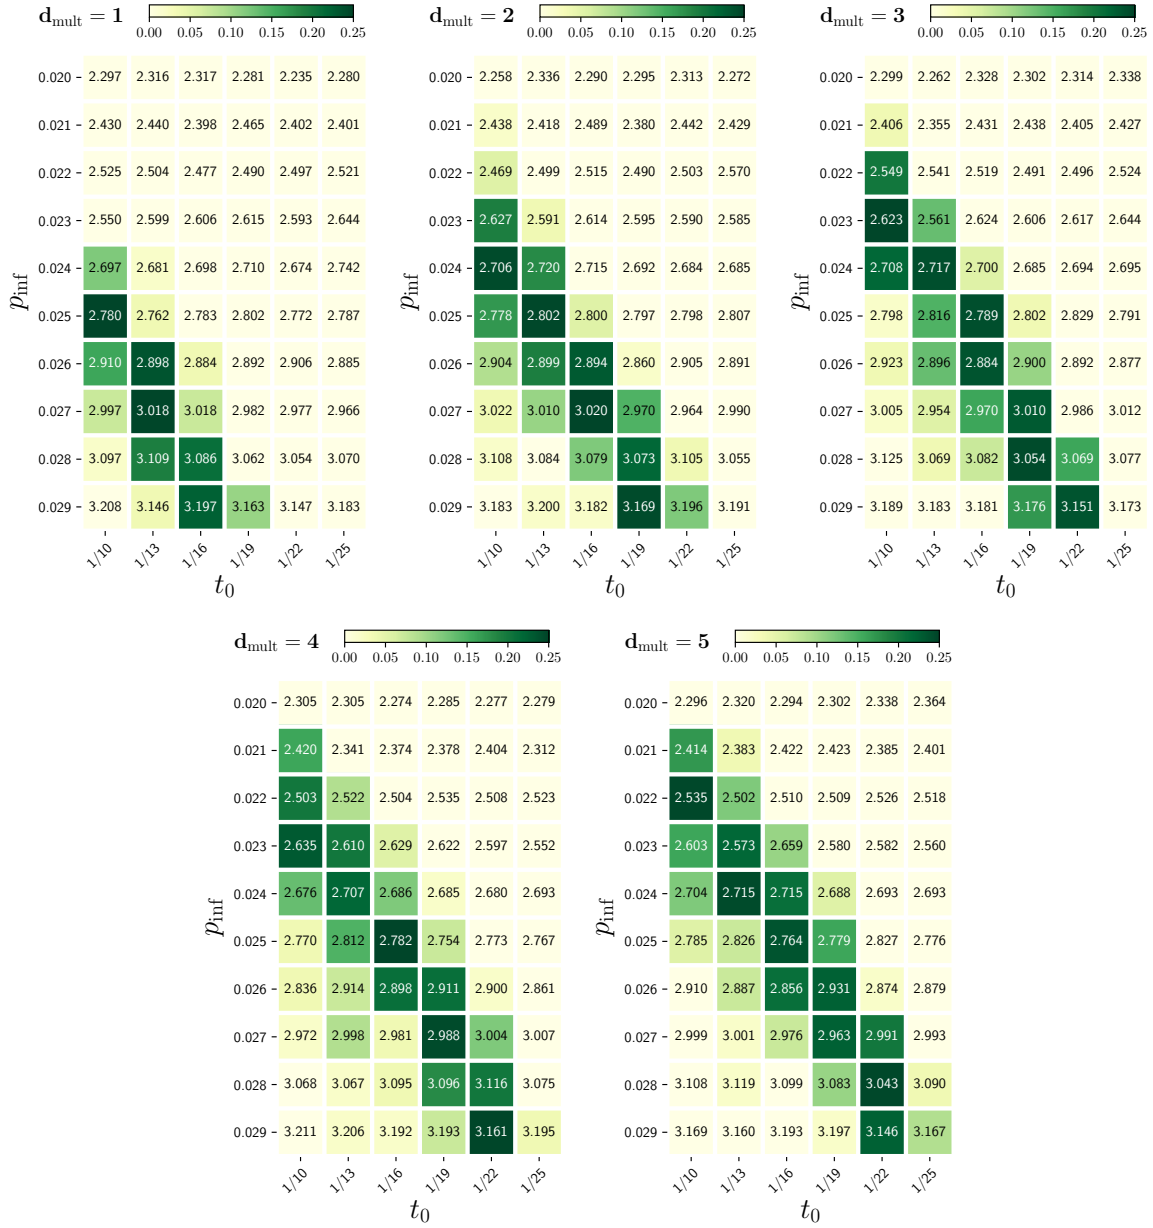 d_mult = 1
0.00 0.05 0.10 0.15 0.20 0.25
0.020 2.297 2.316 2.317 2.281 2.235 2.280
0.021 2.430 2.440 2.398 2.465 2.402 2.401
0.022 2.525 2.504 2.477 2.490 2.497 2.521
0.023 2.550 2.599 2.606 2.615 2.593 2.644
0.024 2.697 2.681 2.698 2.710 2.674 2.742
0.025 2.780 2.762 2.783 2.802 2.772 2.787
0.026 2.910 2.898 2.884 2.892 2.906 2.885
0.027 2.997 3.018 3.018 2.982 2.977 2.966
0.028 3.097 3.109 3.086 3.062 3.054 3.070
0.029 3.208 3.146 3.197 3.163 3.147 3.183
p_inf
1/10 1/13 1/16 1/19 1/22 1/25
t_0
d_mult = 2
0.00 0.05 0.10 0.15 0.20 0.25
0.020 2.258 2.336 2.290 2.295 2.313 2.272
0.021 2.438 2.418 2.489 2.380 2.442 2.429
0.022 2.469 2.499 2.515 2.490 2.503 2.570
0.023 2.627 2.591 2.614 2.595 2.590 2.585
0.024 2.706 2.720 2.715 2.692 2.684 2.685
0.025 2.778 2.802 2.800 2.797 2.798 2.807
0.026 2.904 2.899 2.894 2.860 2.905 2.891
0.027 3.022 3.010 3.020 2.970 2.964 2.990
0.028 3.108 3.084 3.079 3.073 3.105 3.055
0.029 3.183 3.200 3.182 3.169 3.196 3.191
p_inf
1/10 1/13 1/16 1/19 1/22 1/25
t_0
d_mult = 3
0.00 0.05 0.10 0.15 0.20 0.25
0.020 2.299 2.262 2.328 2.302 2.314 2.338
0.021 2.406 2.355 2.431 2.438 2.405 2.427
0.022 2.549 2.541 2.519 2.491 2.496 2.524
0.023 2.623 2.561 2.624 2.606 2.617 2.644
0.024 2.708 2.717 2.700 2.685 2.694 2.695
0.025 2.798 2.816 2.789 2.802 2.829 2.791
0.026 2.923 2.896 2.884 2.900 2.892 2.877
0.027 3.005 2.954 2.970 3.010 2.986 3.012
0.028 3.125 3.069 3.082 3.054 3.069 3.077
0.029 3.189 3.183 3.181 3.176 3.151 3.173
p_inf
1/10 1/13 1/16 1/19 1/22 1/25
t_0
d_mult = 4
0.00 0.05 0.10 0.15 0.20 0.25
0.020 2.305 2.305 2.274 2.285 2.277 2.279
0.021 2.420 2.341 2.374 2.378 2.404 2.312
0.022 2.503 2.522 2.504 2.535 2.508 2.523
0.023 2.635 2.610 2.629 2.622 2.597 2.552
0.024 2.676 2.707 2.686 2.685 2.680 2.693
0.025 2.770 2.812 2.782 2.754 2.773 2.767
0.026 2.836 2.914 2.898 2.911 2.900 2.861
0.027 2.972 2.998 2.981 2.988 3.004 3.007
0.028 3.068 3.067 3.095 3.096 3.116 3.075
0.029 3.211 3.206 3.192 3.193 3.161 3.195
p_inf
1/10 1/13 1/16 1/19 1/22 1/25
t_0
d_mult = 5
0.00 0.05 0.10 0.15 0.20 0.25
0.020 2.296 2.320 2.294 2.302 2.338 2.364
0.021 2.414 2.383 2.422 2.423 2.385 2.401
0.022 2.535 2.502 2.510 2.509 2.526 2.518
0.023 2.603 2.573 2.659 2.580 2.582 2.560
0.024 2.704 2.715 2.715 2.688 2.693 2.693
0.025 2.785 2.826 2.764 2.779 2.827 2.776
0.026 2.910 2.887 2.856 2.931 2.874 2.879
0.027 2.999 3.001 2.976 2.963 2.991 2.993
0.028 3.108 3.119 3.099 3.083 3.043 3.090
0.029 3.169 3.160 3.193 3.197 3.146 3.167
p_inf
1/10 1/13 1/16 1/19 1/22 1/25
t_0